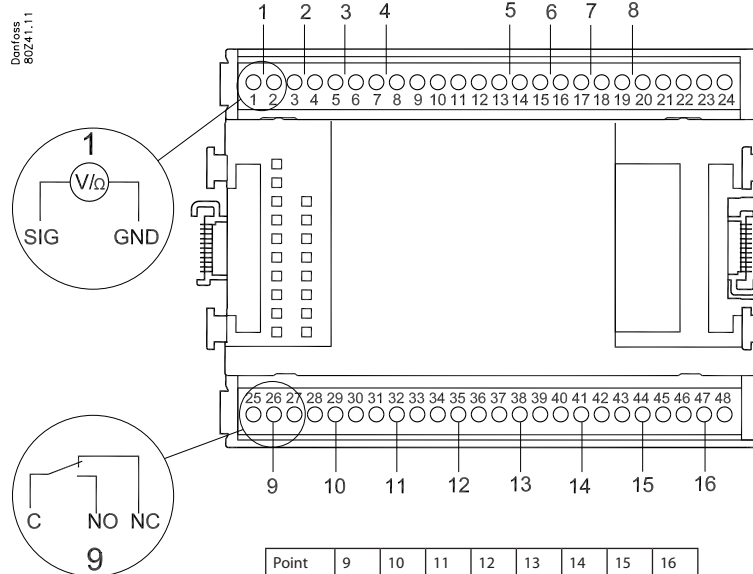 Danfoss
80Z41.11
1 2 3 4 5 6 7 8
1 2 3 4 5 6 7 8 9 10 11 12 13 14 15 16 17 18 19 20 21 22 23 24
1
V/Ω
SIG GND
25 26 27 28 29 30 31 32 33 34 35 36 37 38 39 40 41 42 43 44 45 46 47 48
9 10 11 12 13 14 15 16
C NO NC
9
Point 9 10 11 12 13 14 15 16